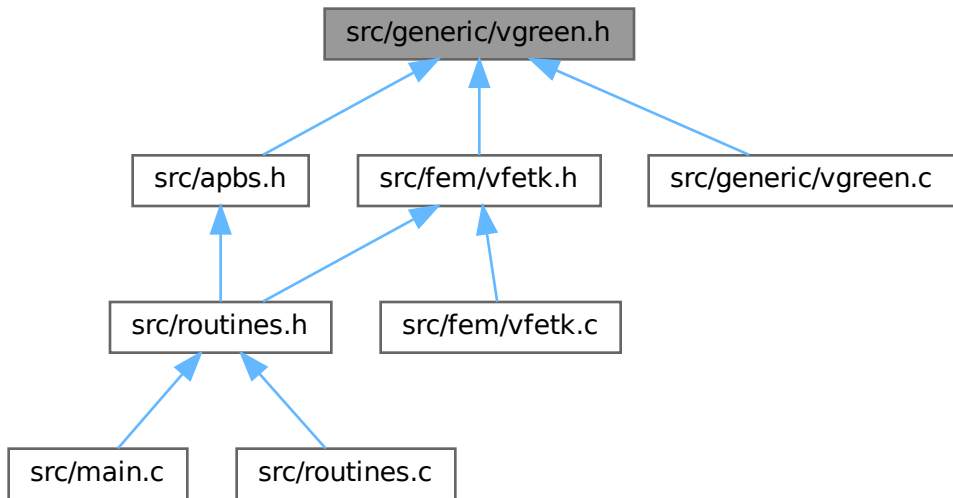 src/generic/vgreen.h
src/apbs.h
src/fem/vfetk.h
src/generic/vgreen.c
src/routines.h
src/fem/vfetk.c
src/main.c
src/routines.c